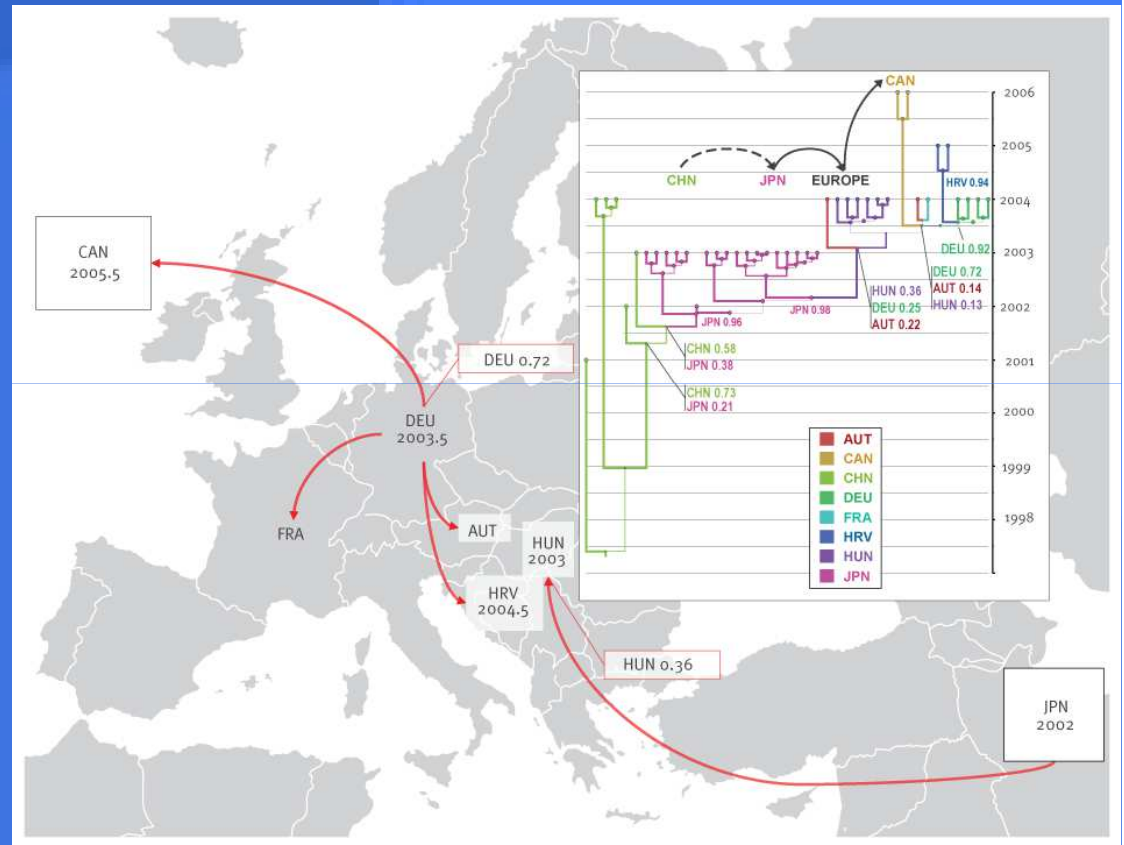 CAN
2005.5
DEU 0.72
DEU
2003.5
FRA
AUT
HUN
2003
HRV
2004.5
HUN 0.36
JPN
2002
CAN
CHN
JPN
EUROPE
HRV 0.94
DEU 0.92
DEU 0.72
AUT 0.14
HUN 0.13
HUN 0.36
DEU 0.25
AUT 0.22
JPN 0.96
JPN 0.98
CHN 0.58
JPN 0.38
CHN 0.73
JPN 0.21
2006
2005
2004
2003
2002
2001
2000
1999
1998
AUT
CAN
CHN
DEU
FRA
HRV
HUN
JPN